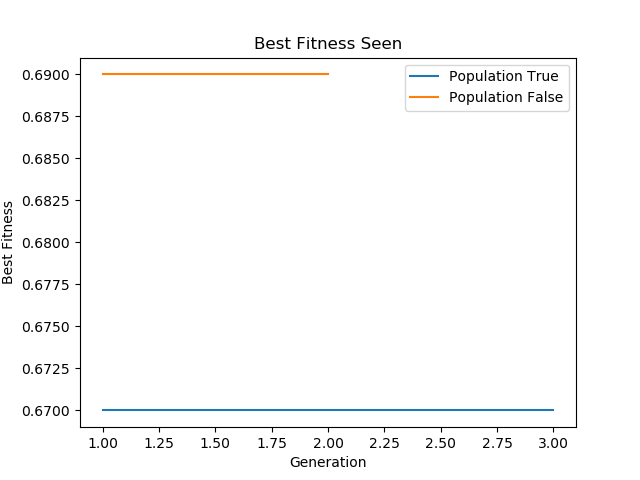 Best Fitness Seen
Population True
Population False
0.6900
0.6875
0.6850
0.6825
0.6800
0.6775
0.6750
0.6725
0.6700
Best Fitness
1.00 1.25 1.50 1.75 2.00 2.25 2.50 2.75 3.00
Generation